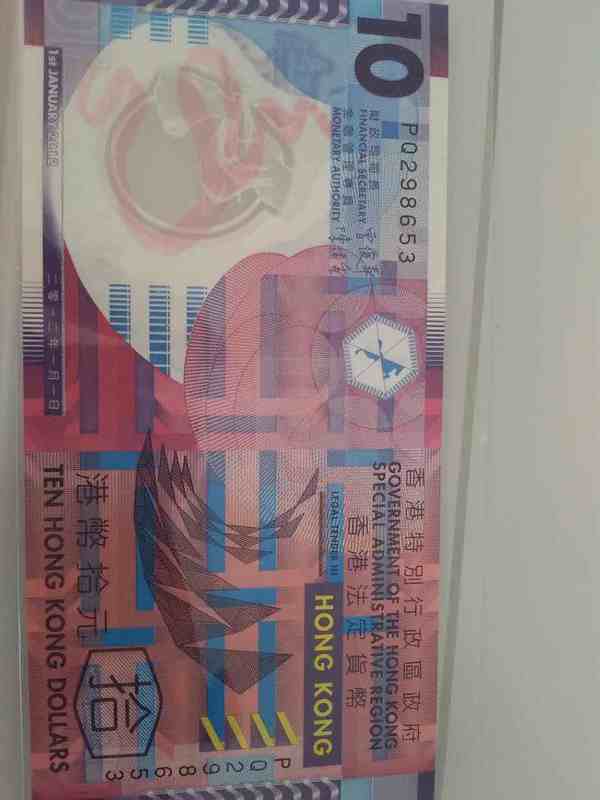 10
PQ298653
香港特別行政區政府
GOVERNMENT OF THE HONG KONG
SPECIAL ADMINISTRATIVE REGION
財政司司長
FINANCIAL SECRETARY
金融管理專員
MONETARY AUTHORITY
香港法定貨幣
LEGAL TENDER IN
HONG KONG
PQ298653
港幣拾元
拾
1st JANUARY 2012
二零一二年一月一日
TEN HONG KONG DOLLARS